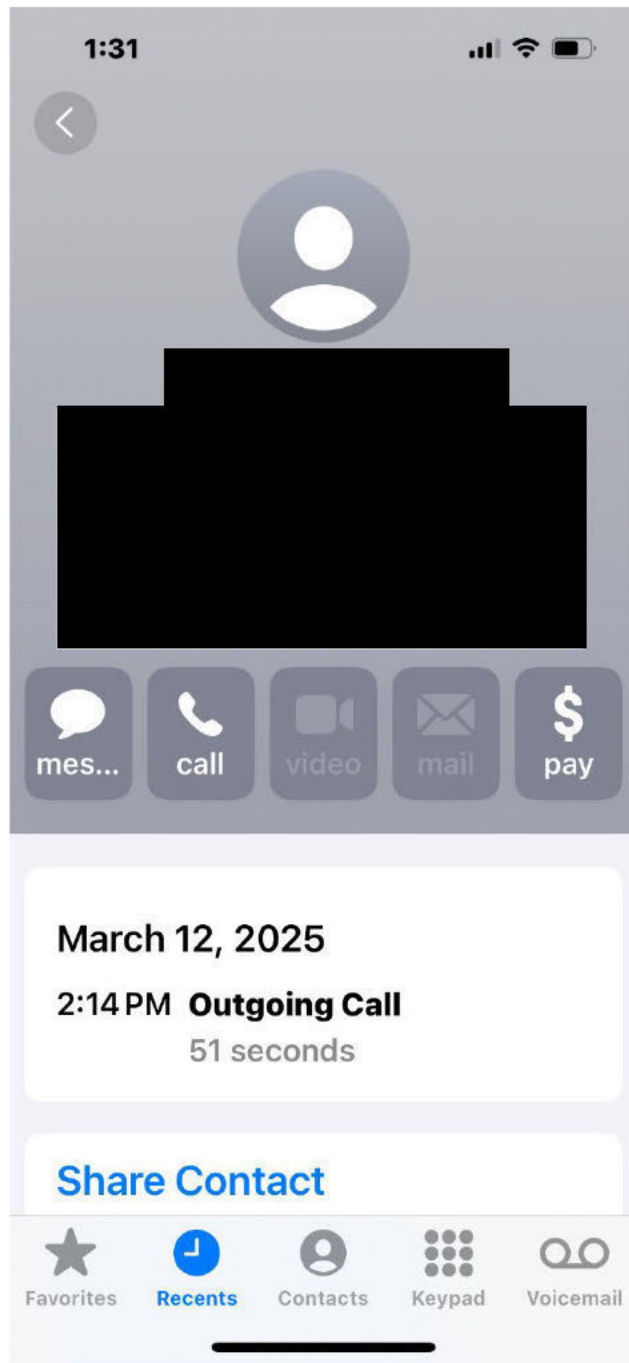 1:31
mes...
call
video
mail
pay
March 12, 2025
2:14 PM Outgoing Call
51 seconds
Share Contact
Favorites
Recents
Contacts
Keypad
Voicemail